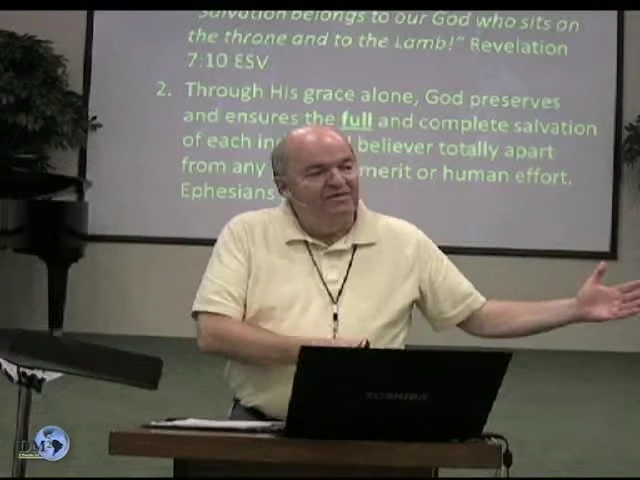 "Salvation belongs to our God who sits on
the throne and to the Lamb!" Revelation
7:10 ESV
2. Through His grace alone, God preserves
and ensures the full and complete salvation
of each believer totally apart
from any merit or human effort.
Ephesians
TOSHIBA
DM2